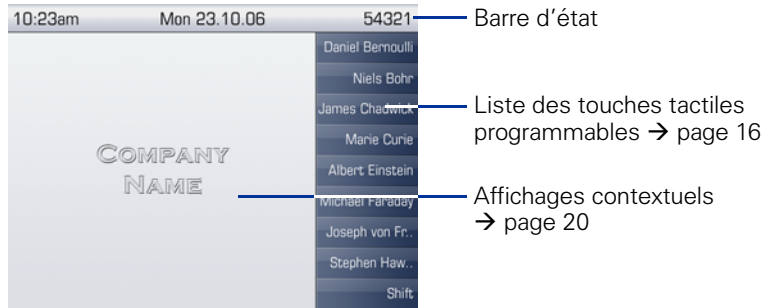 10:23am Mon 23.10.06 54321
Barre d’état
Daniel Bernoulli
Niels Bohr
James Chadwick
Liste des touches tactiles
programmables → page 16
Marie Curie
COMPANY
NAME
Albert Einstein
Michael Faraday
Affichages contextuels
→ page 20
Joseph von Fr..
Stephen Haw..
Shift